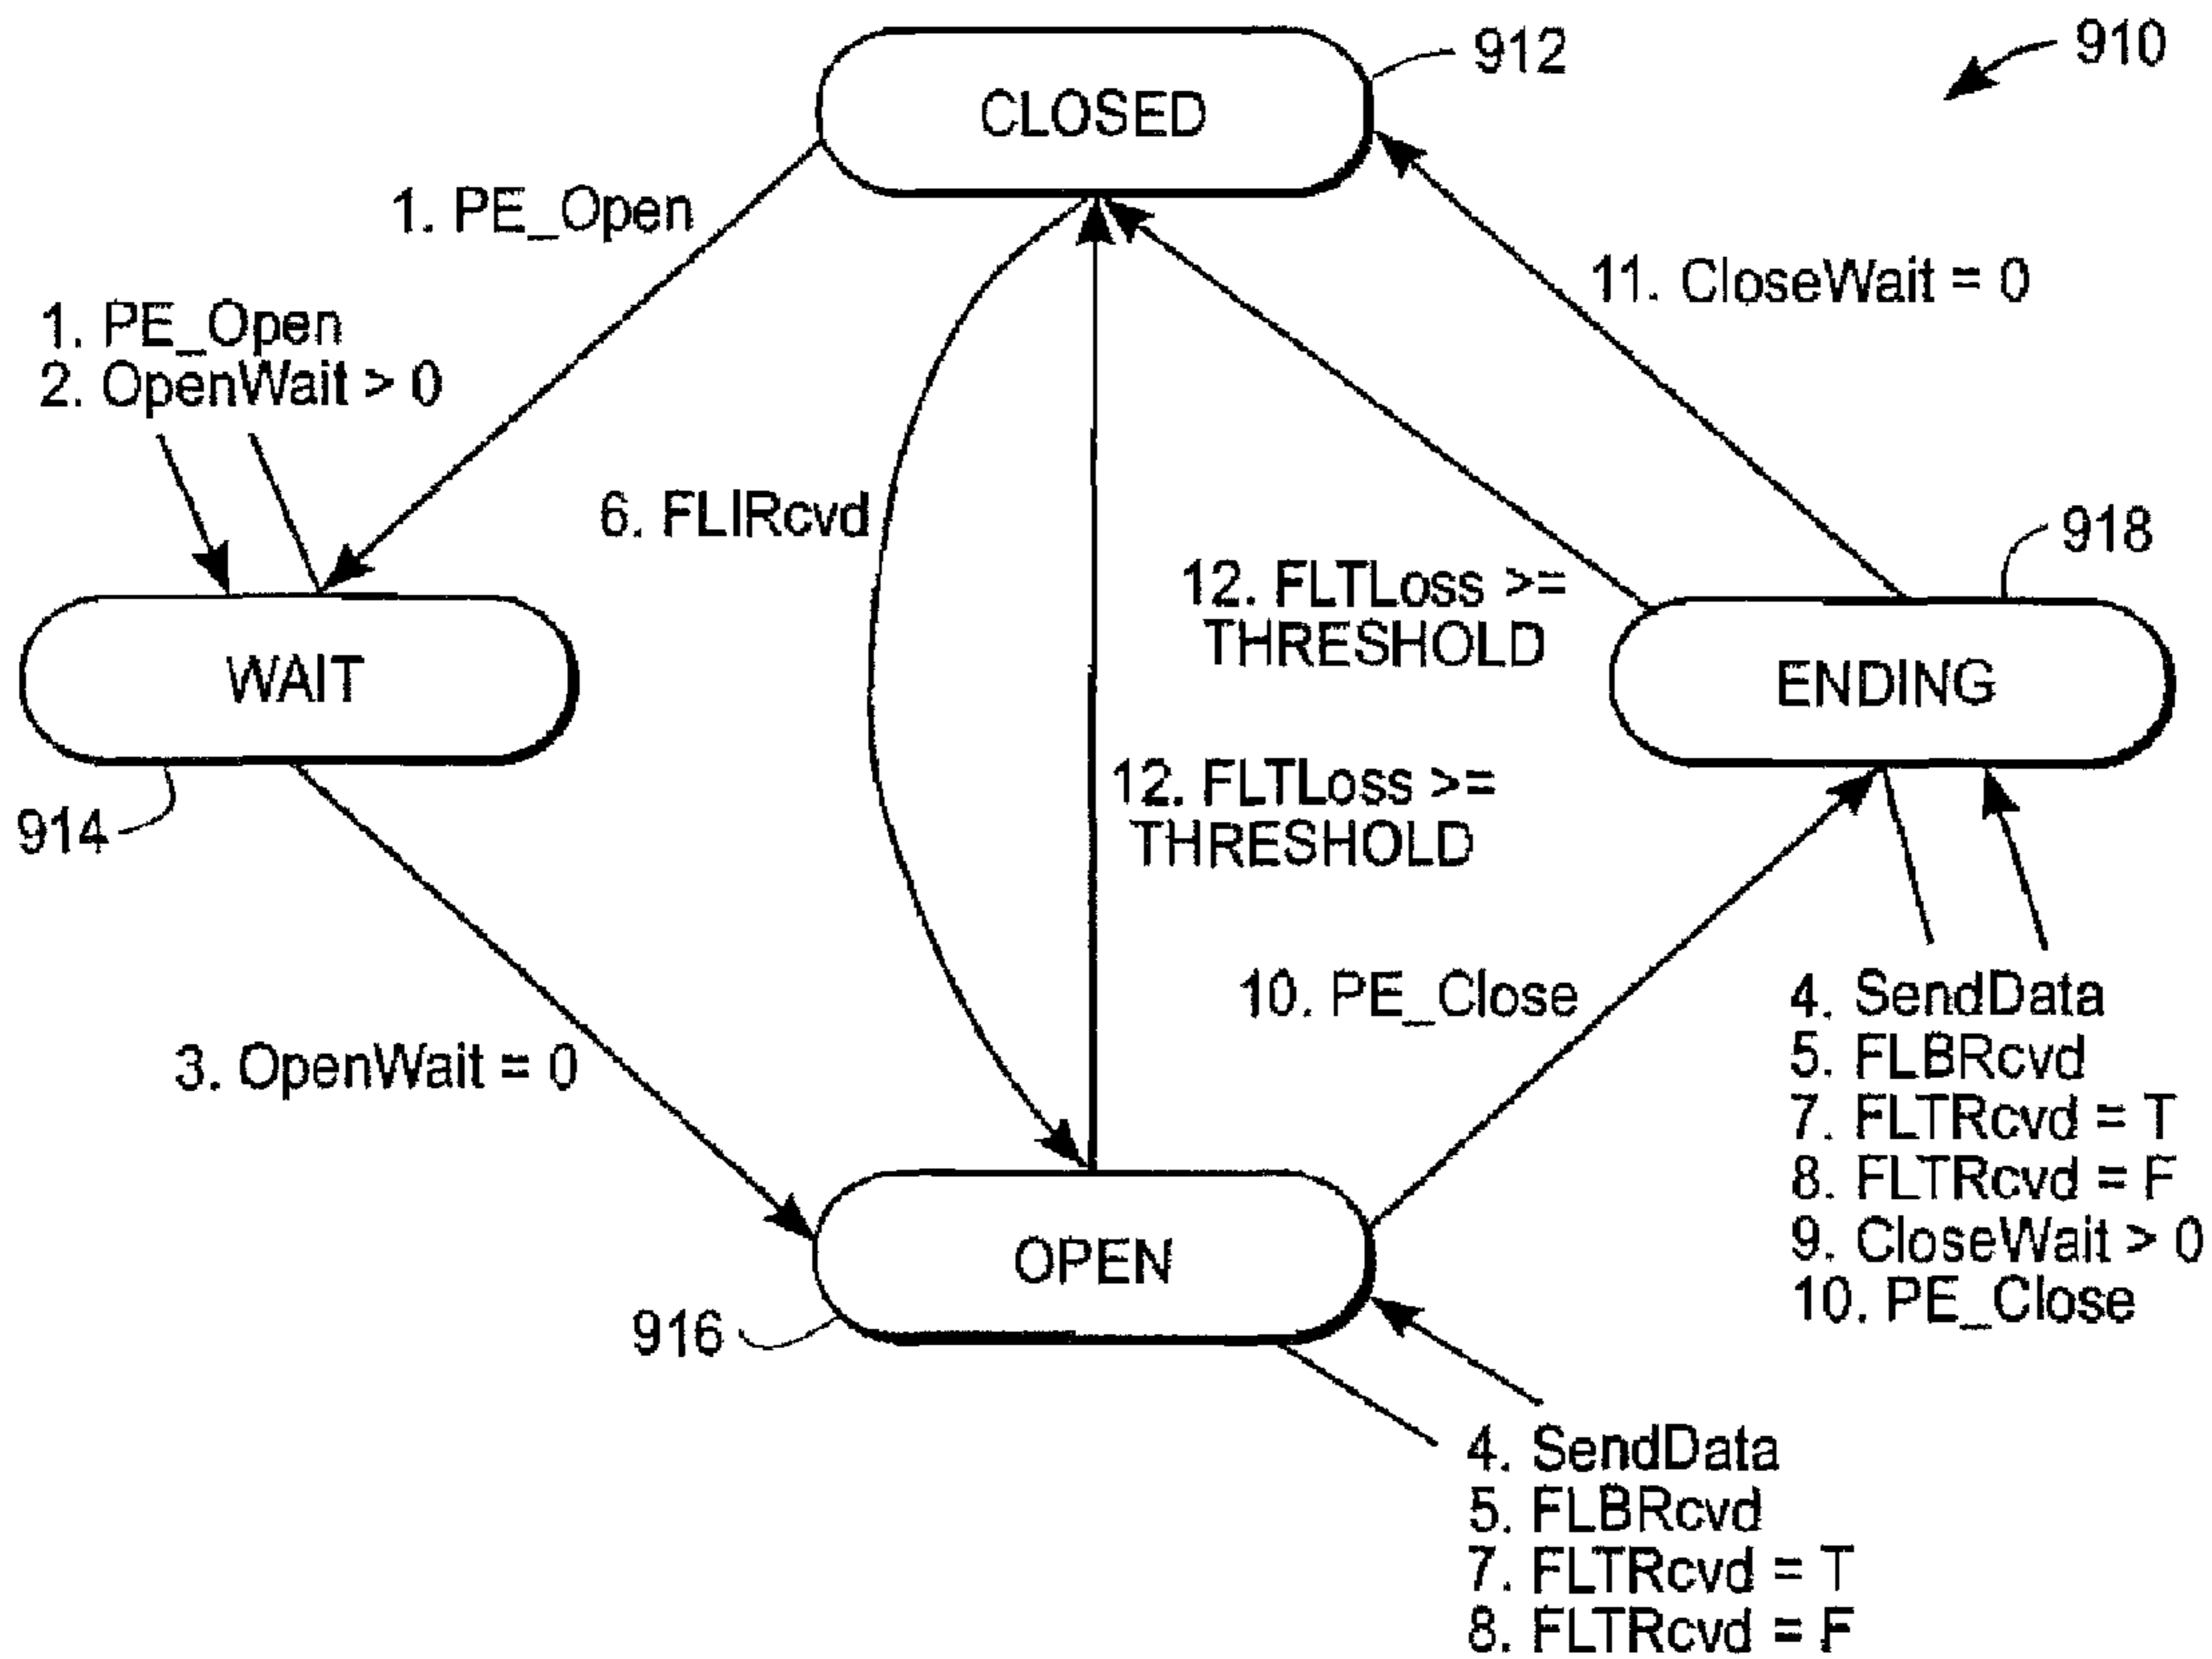 910
912
CLOSED
1. PE_Open
1. PE_Open
2. OpenWait > 0
11. CloseWait = 0
6. FLIRcvd
918
12. FLTLoss >=
THRESHOLD
WAIT
ENDING
914
12. FLTLoss >=
THRESHOLD
3. OpenWait = 0
10. PE_Close
4. SendData
5. FLBRcvd
7. FLTRcvd = T
8. FLTRcvd = F
9. CloseWait > 0
10. PE_Close
OPEN
916
4. SendData
5. FLBRcvd
7. FLTRcvd = T
8. FLTRcvd = F